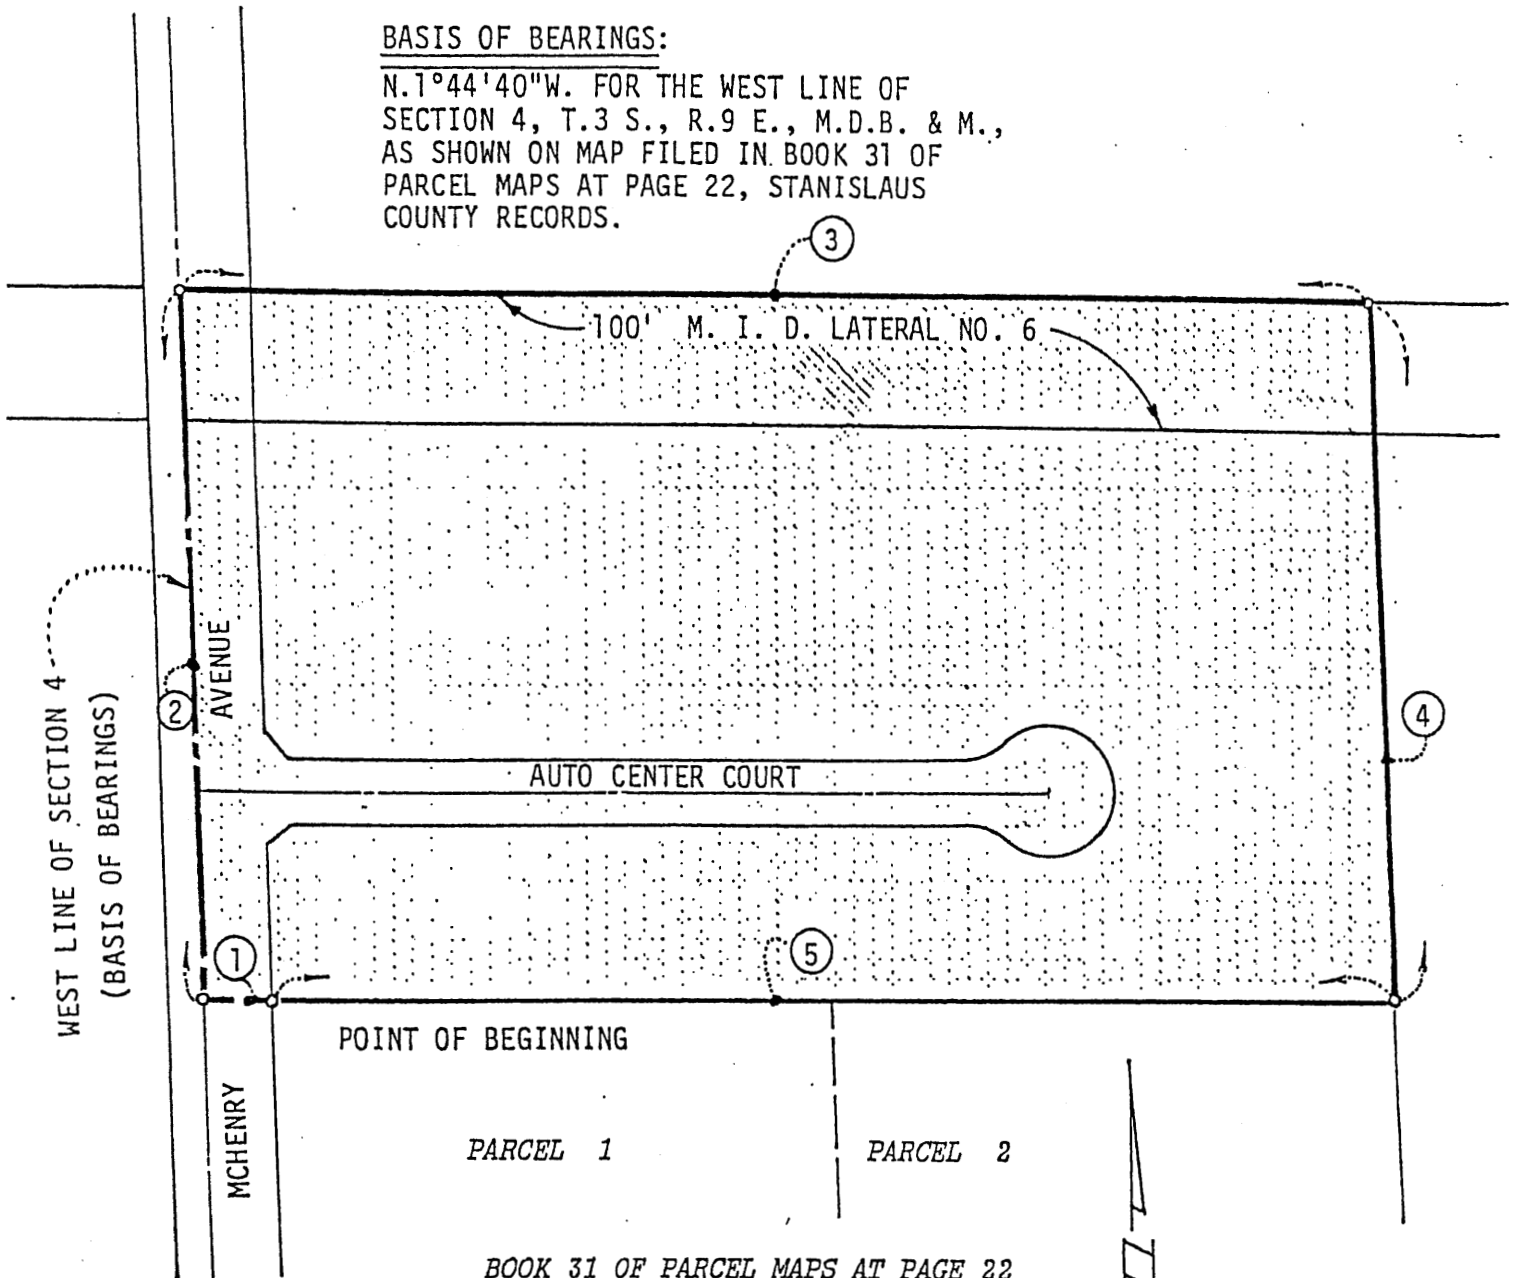 BASIS OF BEARINGS:
N.1°44'40"W. FOR THE WEST LINE OF
SECTION 4, T.3 S., R.9 E., M.D.B. & M.,
AS SHOWN ON MAP FILED IN BOOK 31 OF
PARCEL MAPS AT PAGE 22, STANISLAUS
COUNTY RECORDS.
3
100' M. I. D. LATERAL NO. 6
AVENUE
2
4
WEST LINE OF SECTION 4
(BASIS OF BEARINGS)
AUTO CENTER COURT
1
5
POINT OF BEGINNING
MCHENRY
PARCEL 1
PARCEL 2
BOOK 31 OF PARCEL MAPS AT PAGE 22